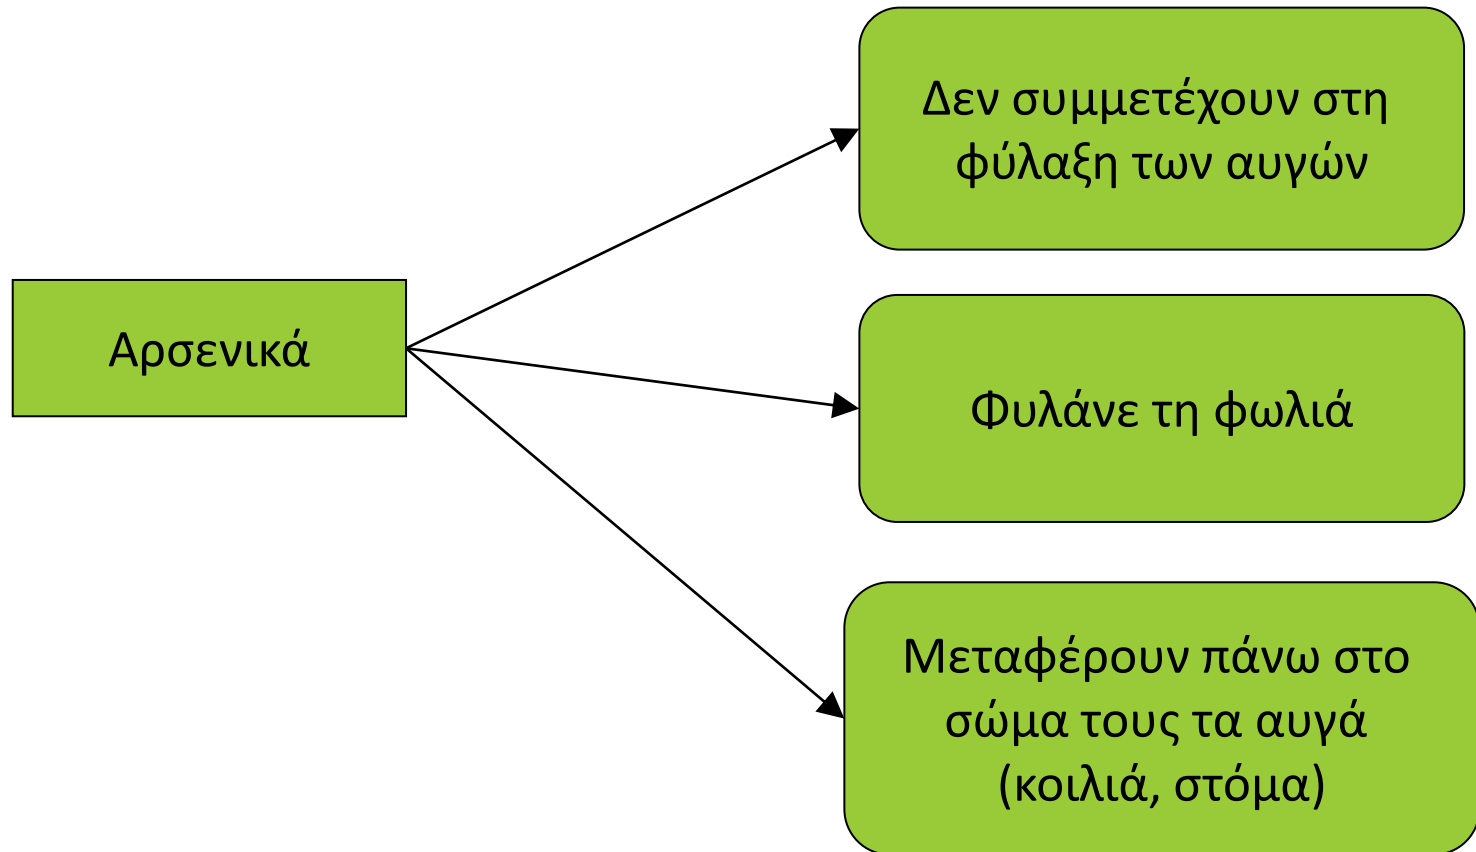 Δεν συμμετέχουν στη
φύλαξη των αυγών
Αρσενικά
Φυλάνε τη φωλιά
Μεταφέρουν πάνω στο
σώμα τους τα αυγά
(κοιλιά, στόμα)